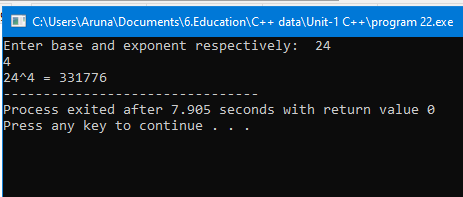 C:\Users\Aruna\Documents\6.Education\C++ data\Unit-1 C++\program 22.exe
Enter base and exponent respectively:  24
4
24^4 = 331776
--------------------------------
Process exited after 7.905 seconds with return value 0
Press any key to continue . . .